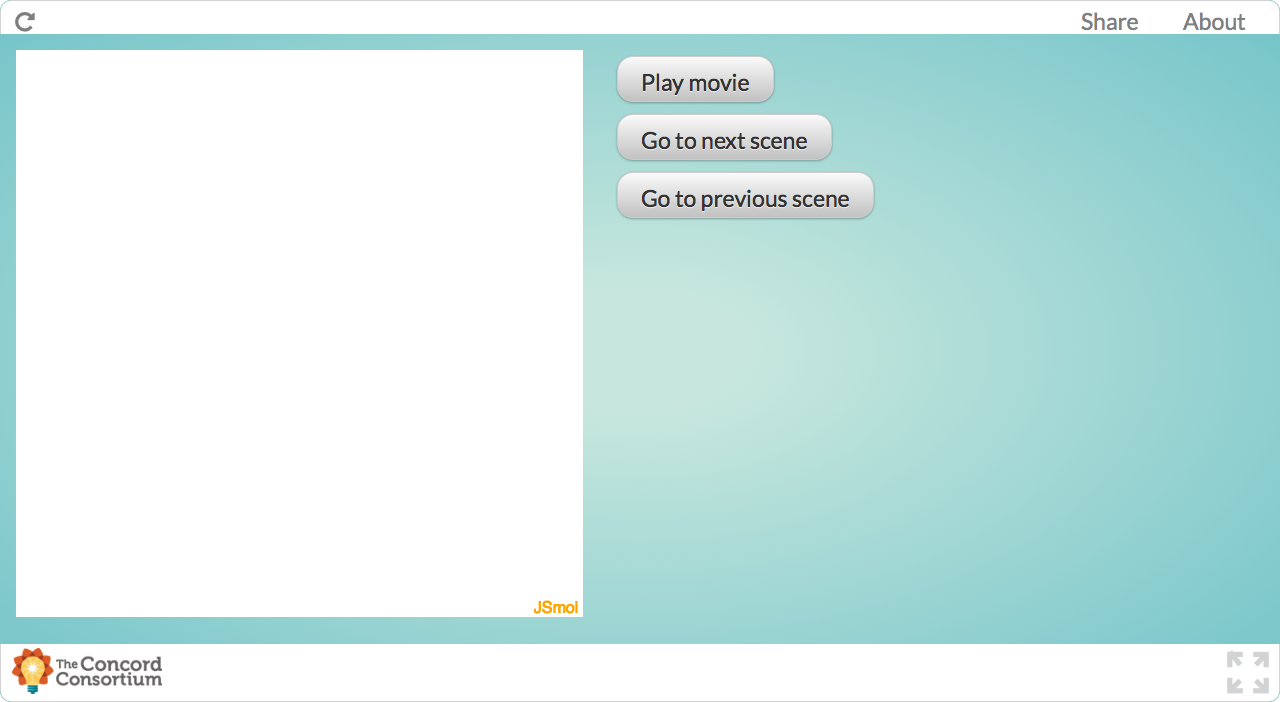 Share About
Play movie
Go to next scene
Go to previous scene
JSmol
The Concord
Consortium